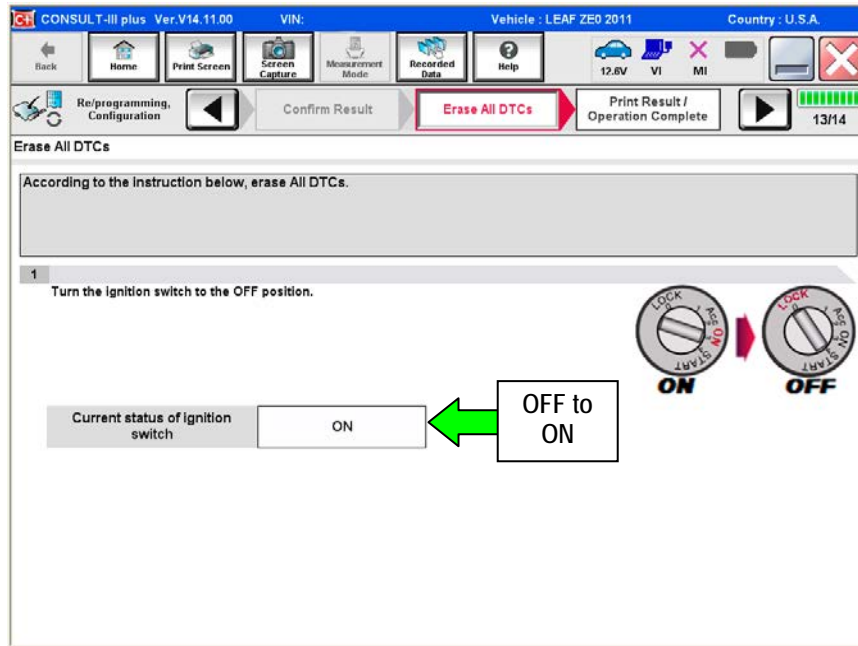 CONSULT-III plus Ver.V14.11.00 VIN: Vehicle : LEAF ZE0 2011 Country : U.S.A.
Back
Home
Print Screen
Screen
Capture
Measurement
Mode
Recorded
Data
Help
12.6V
VI
MI
Re/programming,
Configuration
Confirm Result
Erase All DTCs
Print Result /
Operation Complete
13/14
Erase All DTCs
According to the instruction below, erase All DTCs.
1
Turn the ignition switch to the OFF position.
LOCK
0
Acc
ON
START
ON
LOCK
0
Acc
ON
START
OFF
Current status of ignition
switch
ON
OFF to
ON